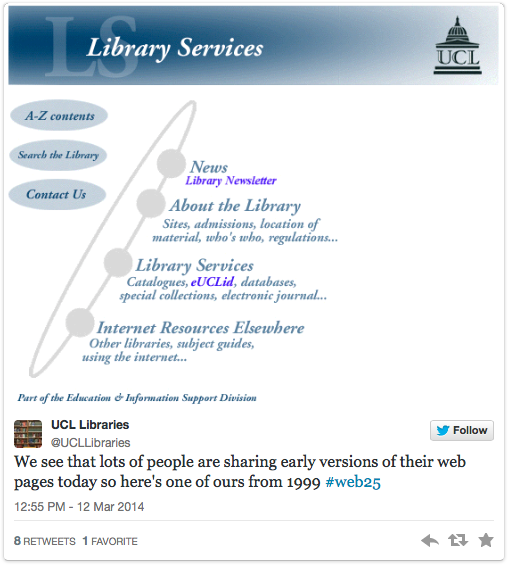 LS
Library Services
UCL
A-Z contents
Search the Library
Contact Us
News
Library Newsletter
About the Library
Sites, admissions, location of
material, who's who, regulations...
Library Services
Catalogues, eUCLid, databases,
special collections, electronic journal...
Internet Resources Elsewhere
Other libraries, subject guides,
using the internet...
Part of the Education & Information Support Division
UCL Libraries
@UCLLibraries
Follow
We see that lots of people are sharing early versions of their web
pages today so here's one of ours from 1999 #web25
12:55 PM - 12 Mar 2014
8 RETWEETS 1 FAVORITE